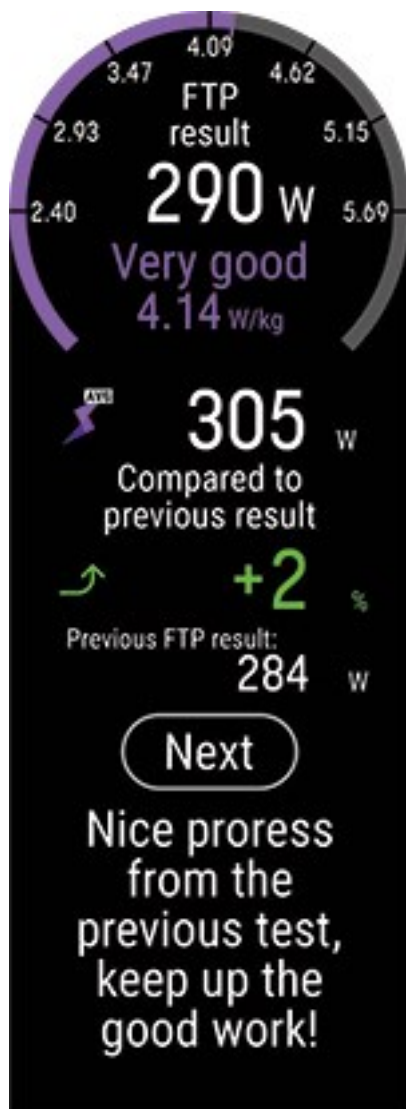 4.09
3.47 4.62
FTP
2.93 result 5.15
2.40 290 W 5.69
Very good
4.14 W/kg
AVG
305 W
Compared to
previous result
+2 %
Previous FTP result:
284 W
Next
Nice proress
from the
previous test,
keep up the
good work!